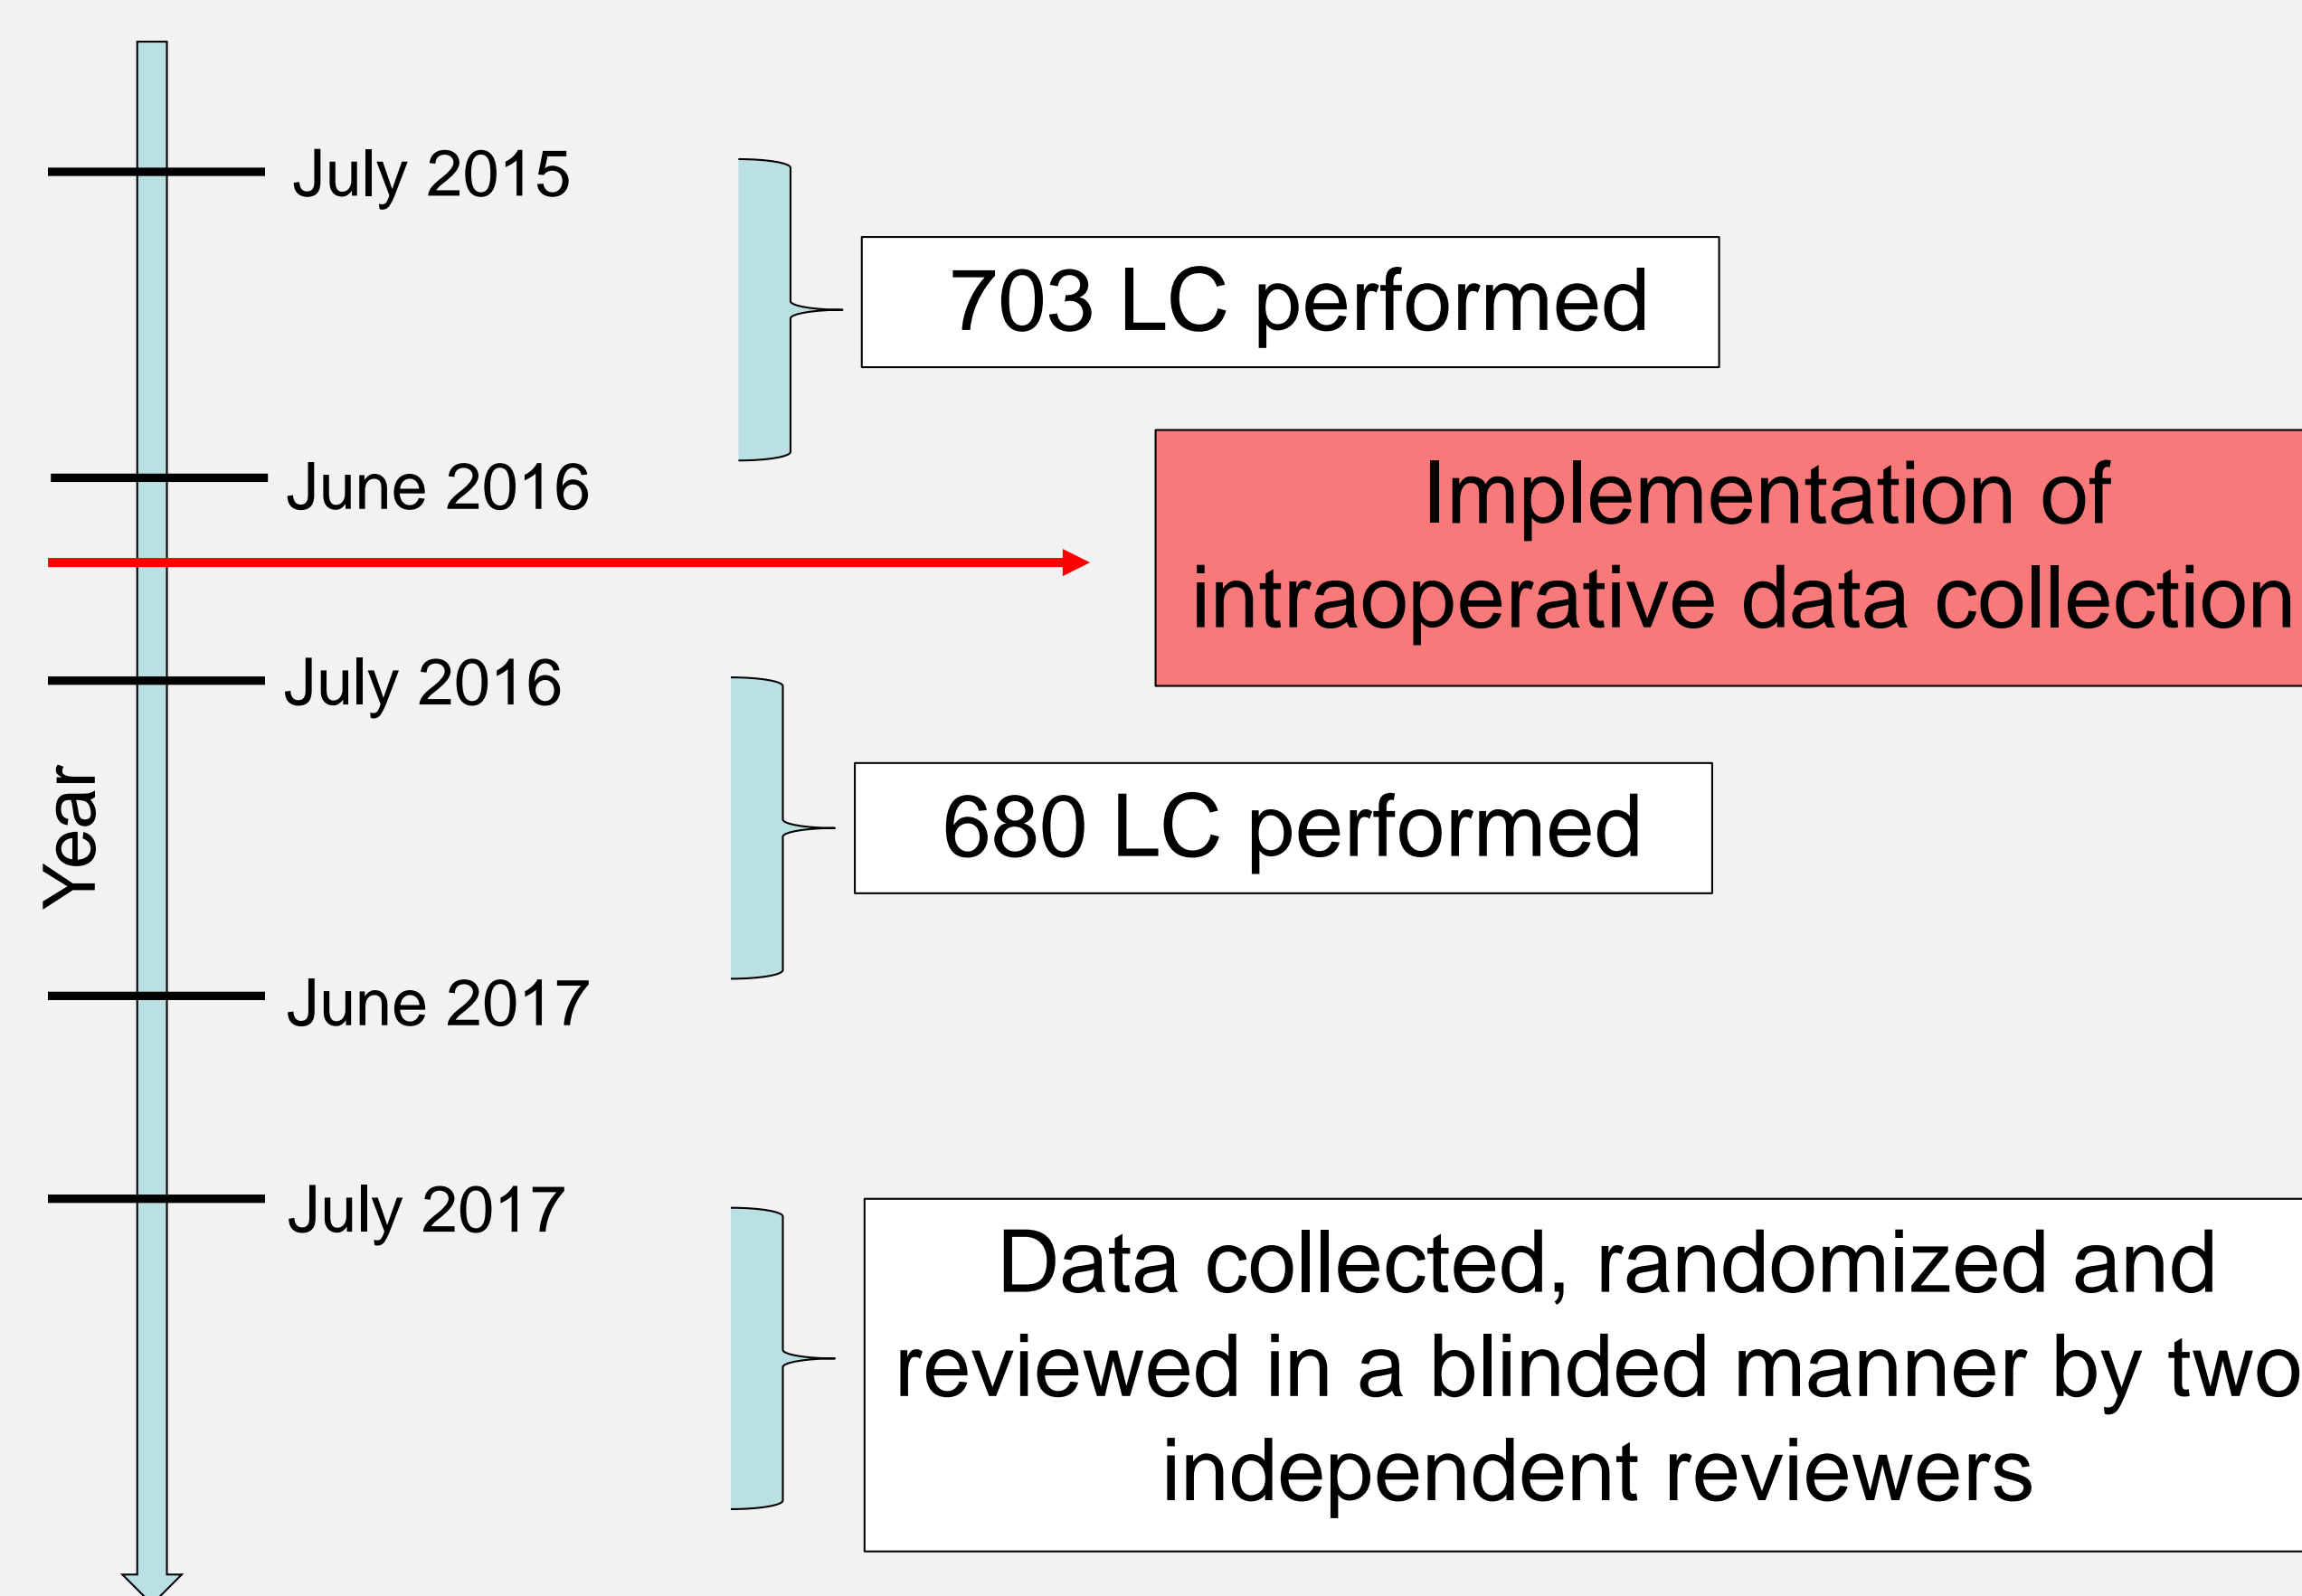 July 2015
703 LC performed
June 2016
Implementation of
intraoperative data collection
July 2016
Year
680 LC performed
June 2017
July 2017
Data collected, randomized and
reviewed in a blinded manner by two
independent reviewers